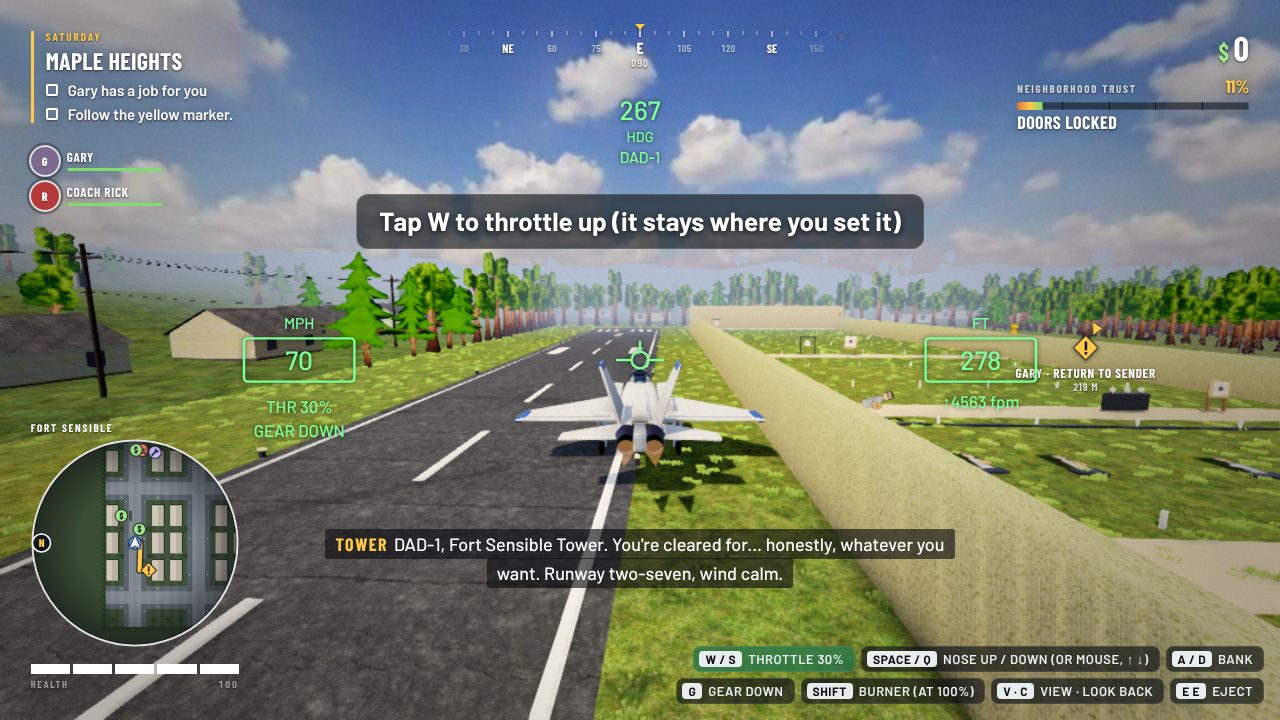 SATURDAY
MAPLE HEIGHTS
Gary has a job for you
Follow the yellow marker.
G GARY
R COACH RICK
30 NE 60 75 E 105 120 SE 150
090
267
HDG
DAD-1
$0
NEIGHBORHOOD TRUST 11%
DOORS LOCKED
Tap W to throttle up (it stays where you set it)
MPH
70
THR 30%
GEAR DOWN
FT
278
↑4563 fpm
GARY · RETURN TO SENDER
219 M
FORT SENSIBLE
N
TOWER DAD-1, Fort Sensible Tower. You're cleared for... honestly, whatever you
want. Runway two-seven, wind calm.
HEALTH 100
W / S THROTTLE 30% SPACE / Q NOSE UP / DOWN (OR MOUSE, ↑ ↓) A / D BANK
G GEAR DOWN SHIFT BURNER (AT 100%) V · C VIEW · LOOK BACK E E EJECT